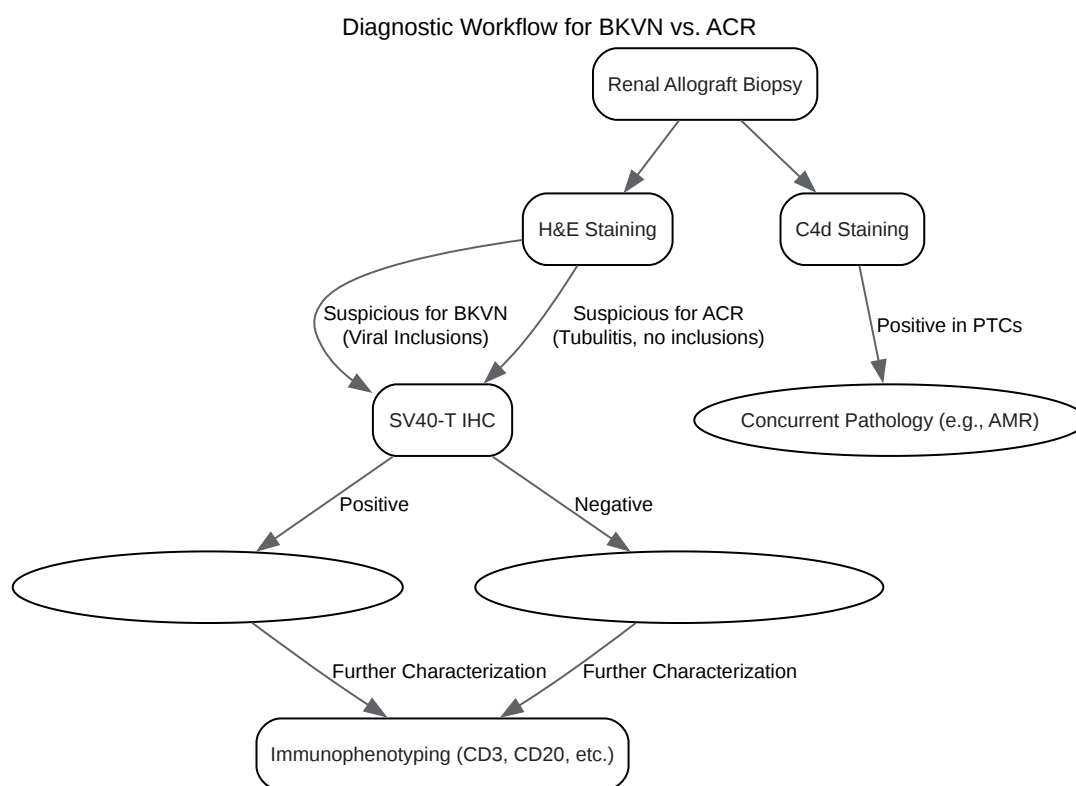 Diagnostic Workflow for BKVN vs. ACR
Renal Allograft Biopsy
H&E Staining
C4d Staining
Suspicious for BKVN
(Viral Inclusions)
Suspicious for ACR
(Tubulitis, no inclusions)
Positive in PTCs
SV40-T IHC
Concurrent Pathology (e.g., AMR)
Positive
Negative
Further Characterization
Further Characterization
Immunophenotyping (CD3, CD20, etc.)